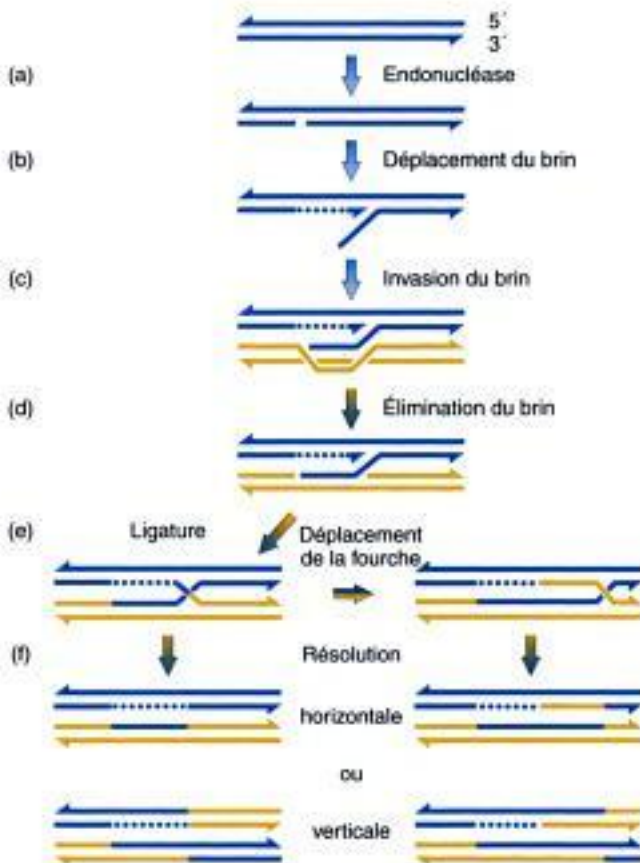 5´
3´
(a) Endonucléase
(b) Déplacement du brin
(c) Invasion du brin
(d) Élimination du brin
(e) Ligature
Déplacement
de la fourche
(f) Résolution
horizontale
ou
verticale